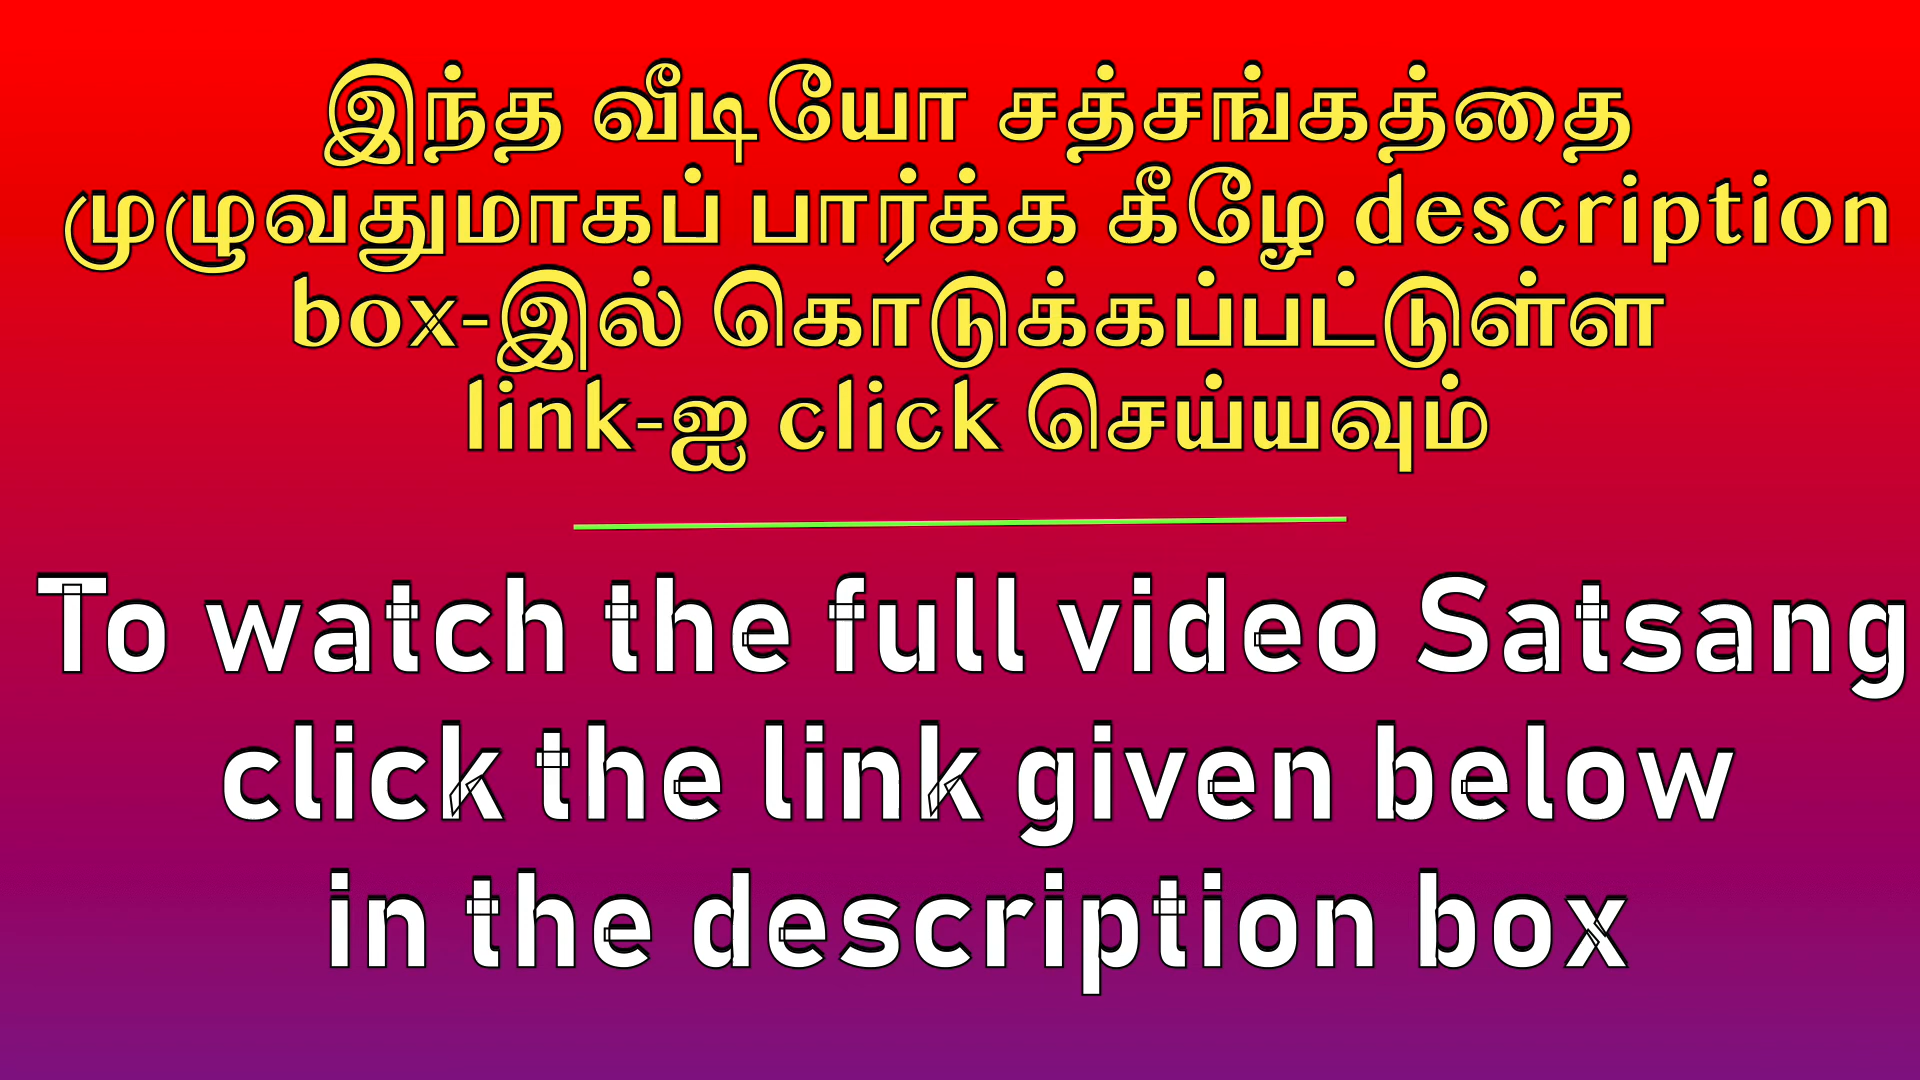 இந்த வீடியோ சத்சங்கத்தை
முழுவதுமாகப் பார்க்க கீழே description
box-இல் கொடுக்கப்பட்டுள்ள
link-ஐ click செய்யவும்
To watch the full video Satsang
click the link given below
in the description box